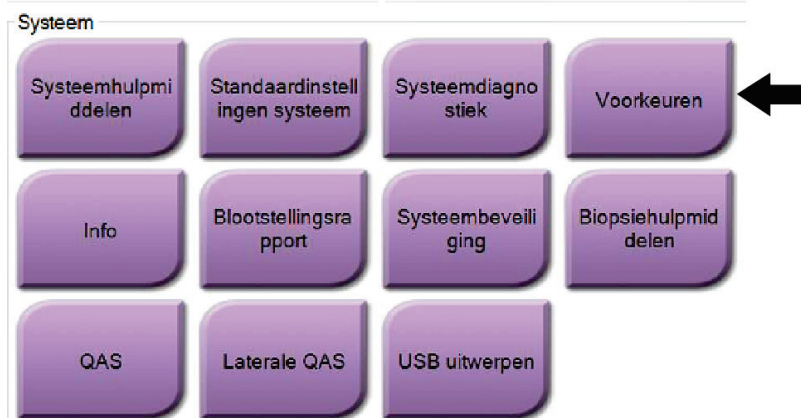 Systeem
Systeemhulpmi
ddelen
Standaardinstell
ingen systeem
Systeemdiagno
stiek
Voorkeuren
Info
Blootstellingsra
pport
Systeembeveili
ging
Biopsiehulpmid
delen
QAS
Laterale QAS
USB uitwerpen